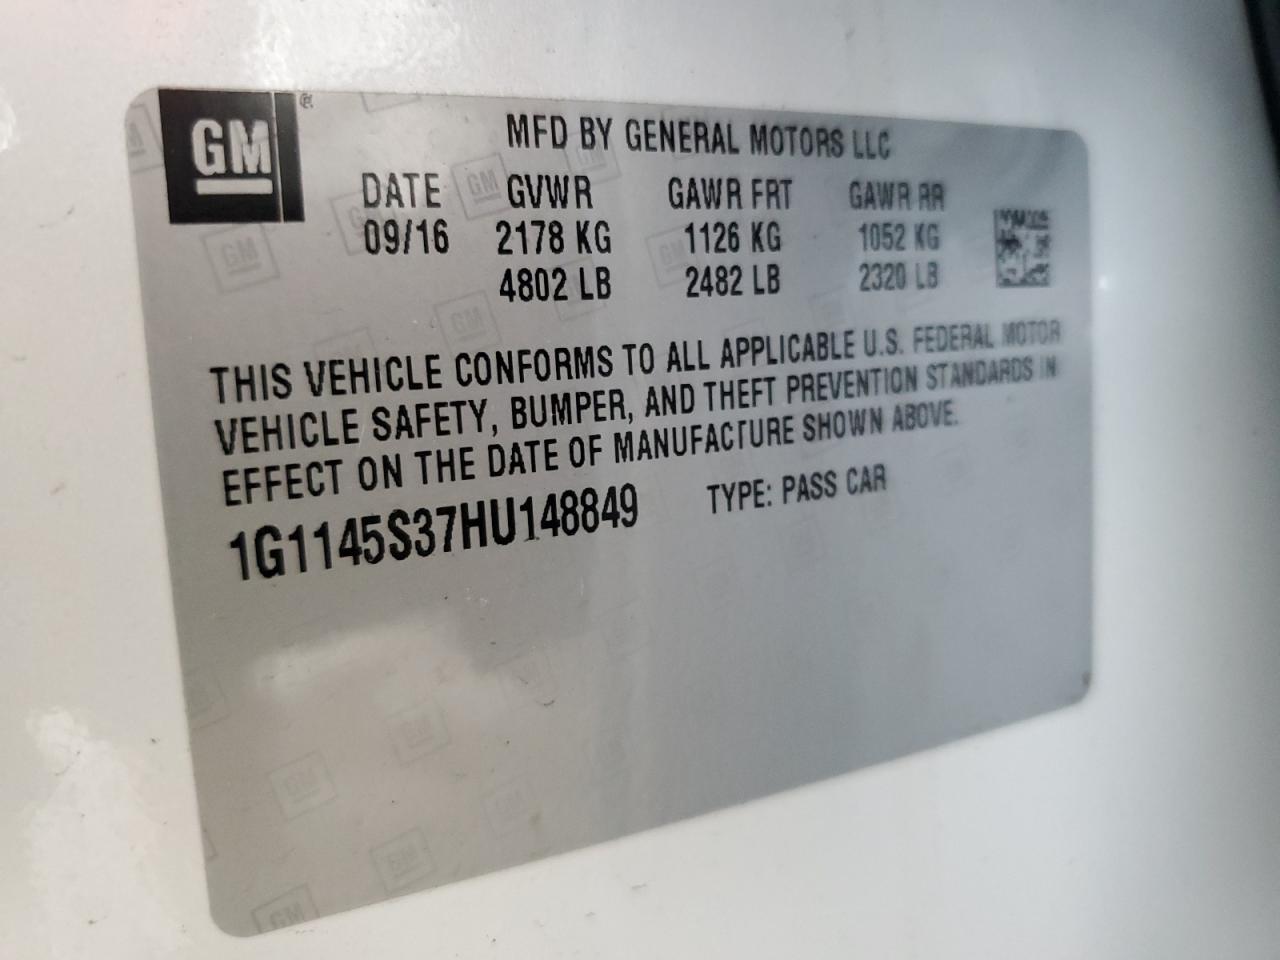 GM
MFD BY GENERAL MOTORS LLC
DATE GVWR GAWR FRT GAWR RR
09/16 2178 KG 1126 KG 1052 KG
4802 LB 2482 LB 2320 LB
THIS VEHICLE CONFORMS TO ALL APPLICABLE U.S. FEDERAL MOTOR
VEHICLE SAFETY, BUMPER, AND THEFT PREVENTION STANDARDS IN
EFFECT ON THE DATE OF MANUFACTURE SHOWN ABOVE.
1G1145S37HU148849 TYPE: PASS CAR